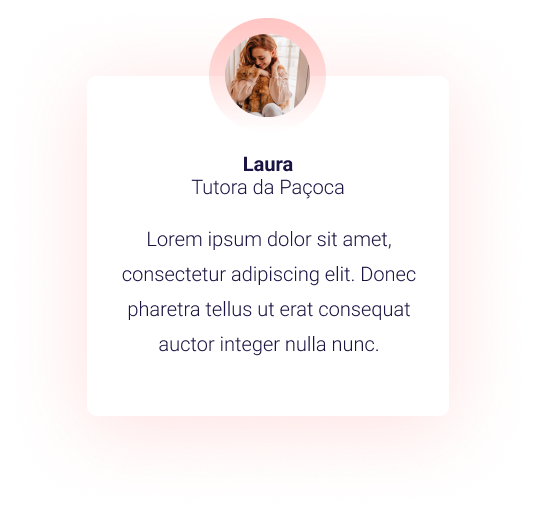 Laura
Tutora da Paçoca
Lorem ipsum dolor sit amet,
consectetur adipiscing elit. Donec
pharetra tellus ut erat consequat
auctor integer nulla nunc.